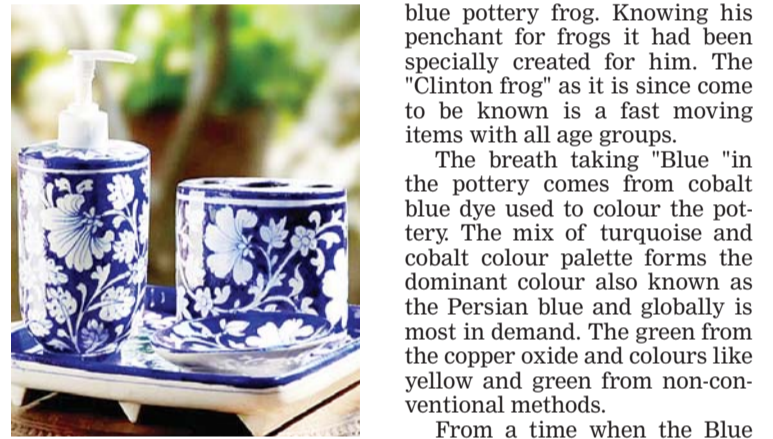 blue pottery frog. Knowing his
penchant for frogs it had been
specially created for him. The
"Clinton frog" as it is since come
to be known is a fast moving
items with all age groups.
The breath taking "Blue "in
the pottery comes from cobalt
blue dye used to colour the pot-
tery. The mix of turquoise and
cobalt colour palette forms the
dominant colour also known as
the Persian blue and globally is
most in demand. The green from
the copper oxide and colours like
yellow and green from non-con-
ventional methods.
From a time when the Blue